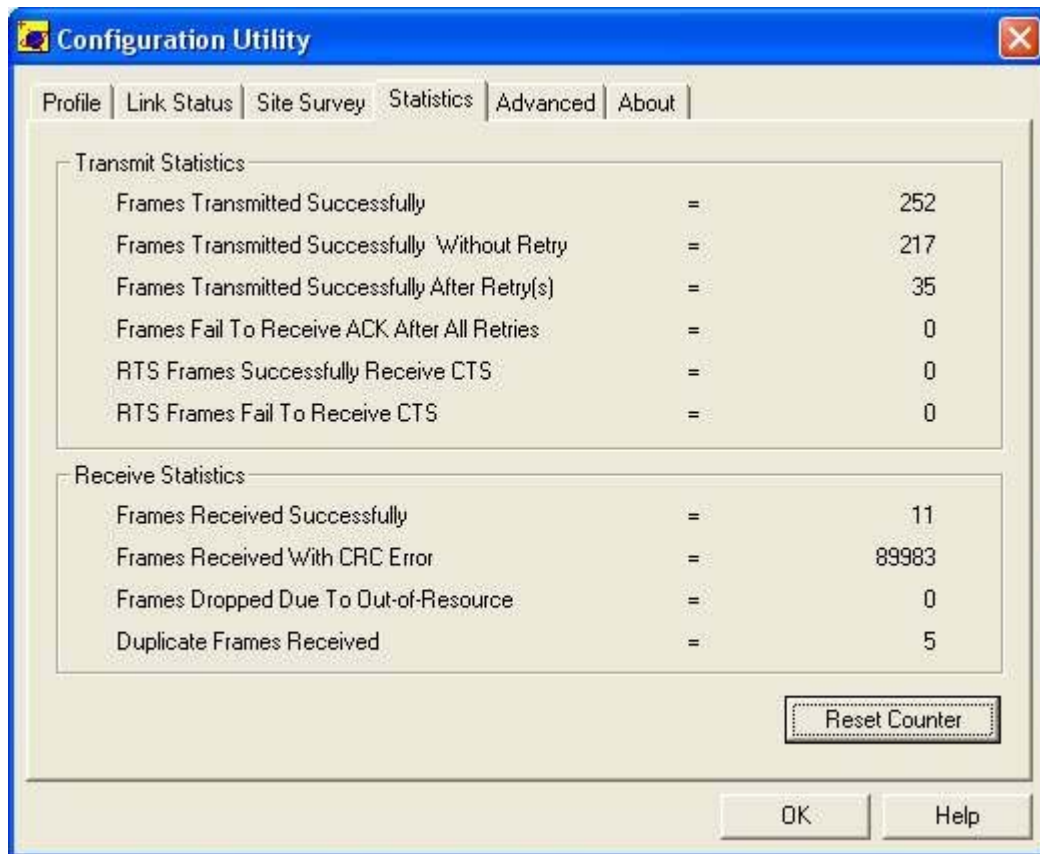 Configuration Utility
Profile Link Status Site Survey Statistics Advanced About
Transmit Statistics
Frames Transmitted Successfully = 252
Frames Transmitted Successfully Without Retry = 217
Frames Transmitted Successfully After Retry(s) = 35
Frames Fail To Receive ACK After All Retries = 0
RTS Frames Successfully Receive CTS = 0
RTS Frames Fail To Receive CTS = 0
Receive Statistics
Frames Received Successfully = 11
Frames Received With CRC Error = 89983
Frames Dropped Due To Out-of-Resource = 0
Duplicate Frames Received = 5
Reset Counter
OK Help